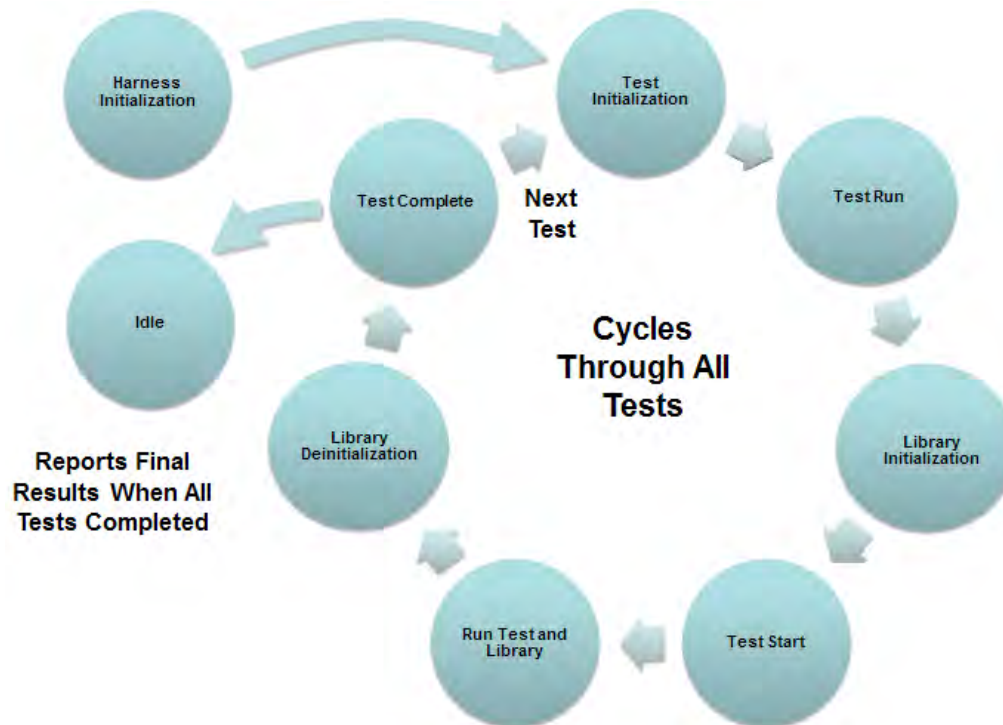 Harness
Initialization
Test
Initialization
Test Complete
Next
Test
Test Run
Idle
Cycles
Through All
Tests
Library
Deinitialization
Library
Initialization
Reports Final
Results When All
Tests Completed
Run Test and
Library
Test Start